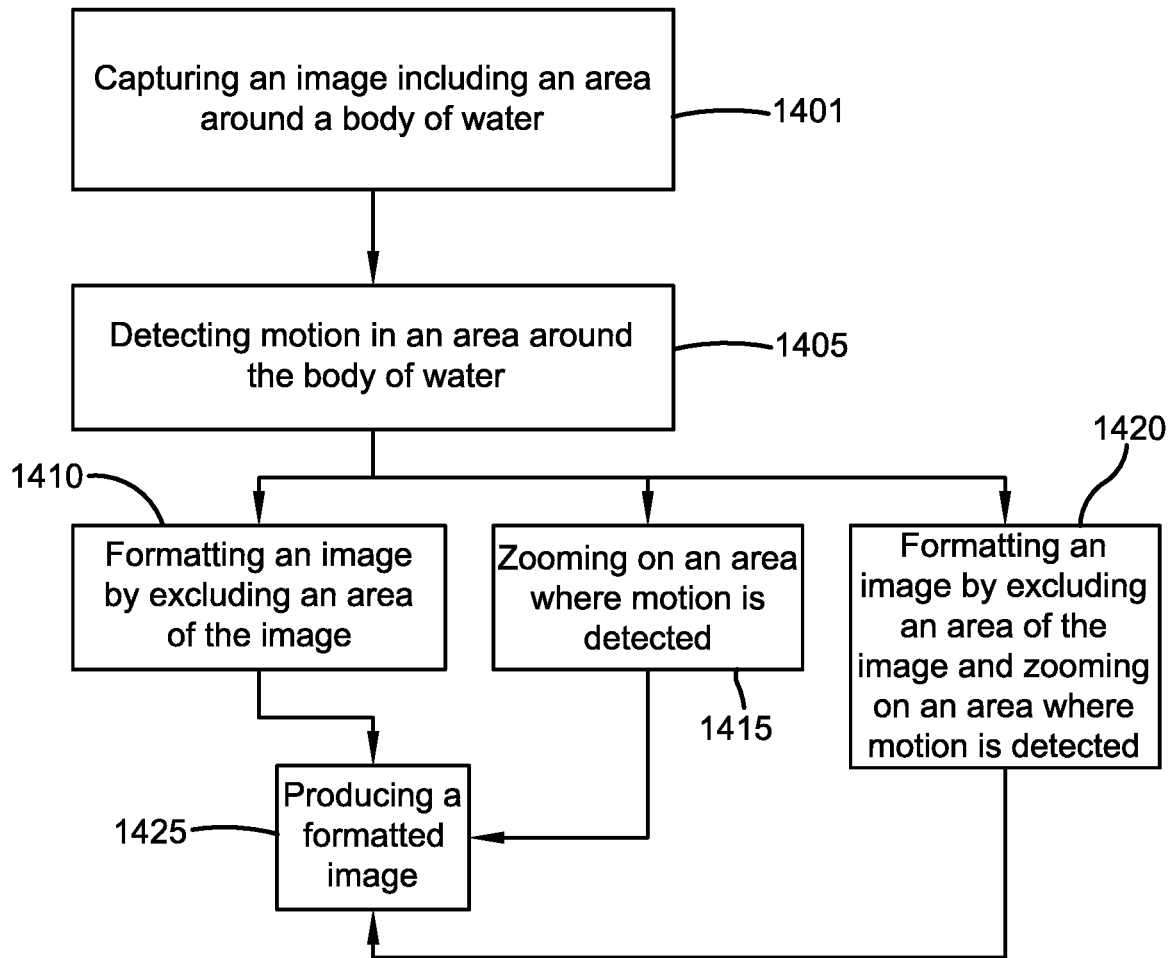 Capturing an image including an area
around a body of water
1401
Detecting motion in an area around
the body of water
1405
1410
1420
Formatting an image
by excluding an area
of the image
Zooming on an area
where motion is
detected
1415
Formatting an
image by excluding
an area of the
image and zooming
on an area where
motion is detected
Producing a
formatted
image
1425